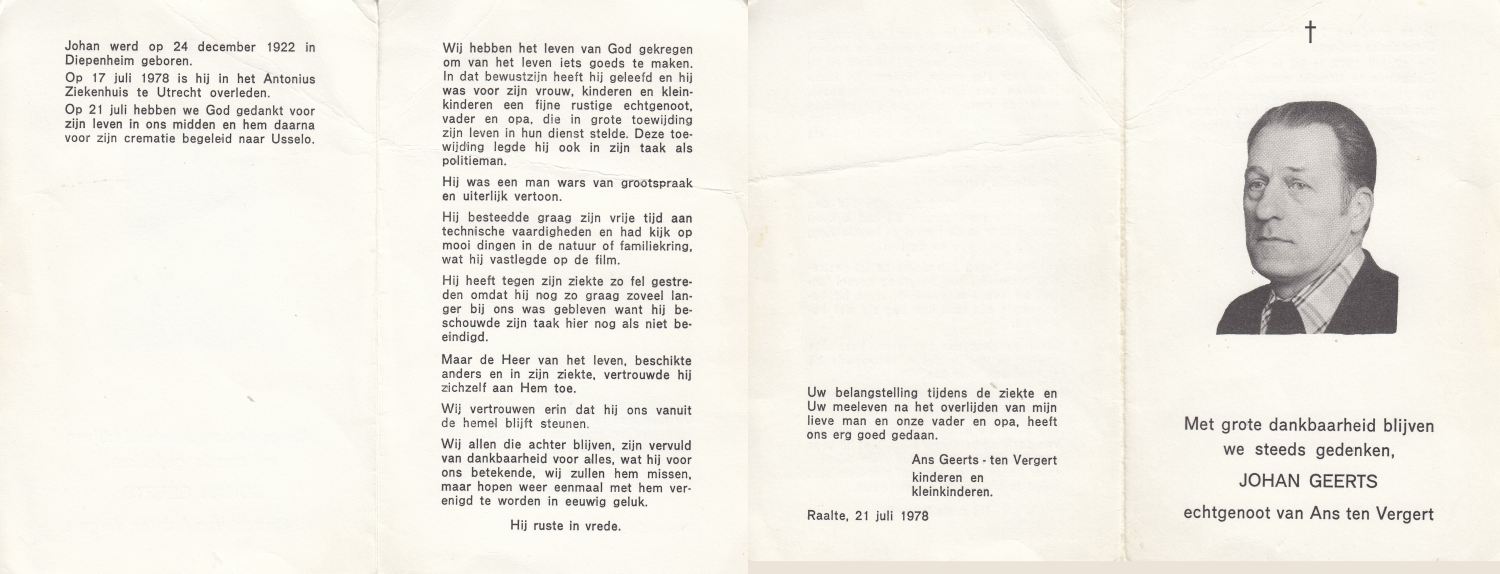 Johan werd op 24 december 1922 in
Diepenheim geboren.
Op 17 juli 1978 is hij in het Antonius
Ziekenhuis te Utrecht overleden.
Op 21 juli hebben we God gedankt voor
zijn leven in ons midden en hem daarna
voor zijn crematie begeleid naar Usselo.
Wij hebben het leven van God gekregen
om van het leven iets goeds te maken.
In dat bewustzijn heeft hij geleefd en hij
was voor zijn vrouw, kinderen en klein-
kinderen een fijne rustige echtgenoot,
vader en opa, die in grote toewijding
zijn leven in hun dienst stelde. Deze toe-
wijding legde hij ook in zijn taak als
politieman.
Hij was een man wars van grootspraak
en uiterlijk vertoon.
Hij besteedde graag zijn vrije tijd aan
technische vaardigheden en had kijk op
mooi dingen in de natuur of familiekring,
wat hij vastlegde op de film.
Hij heeft tegen zijn ziekte zo fel gestre-
den omdat hij nog zo graag zoveel lan-
ger bij ons was gebleven want hij be-
schouwde zijn taak hier nog als niet be-
eindigd.
Maar de Heer van het leven, beschikte
anders en in zijn ziekte, vertrouwde hij
zichzelf aan Hem toe.
Wij vertrouwen erin dat hij ons vanuit
de hemel blijft steunen.
Wij allen die achter blijven, zijn vervuld
van dankbaarheid voor alles, wat hij voor
ons betekende, wij zullen hem missen,
maar hopen weer eenmaal met hem ver-
enigd te worden in eeuwig geluk.
Hij ruste in vrede.
Uw belangstelling tijdens de ziekte en
Uw meeleven na het overlijden van mijn
lieve man en onze vader en opa, heeft
ons erg goed gedaan.
Ans Geerts - ten Vergert
kinderen en
kleinkinderen.
Raalte, 21 juli 1978
Met grote dankbaarheid blijven
we steeds gedenken,
JOHAN GEERTS
echtgenoot van Ans ten Vergert